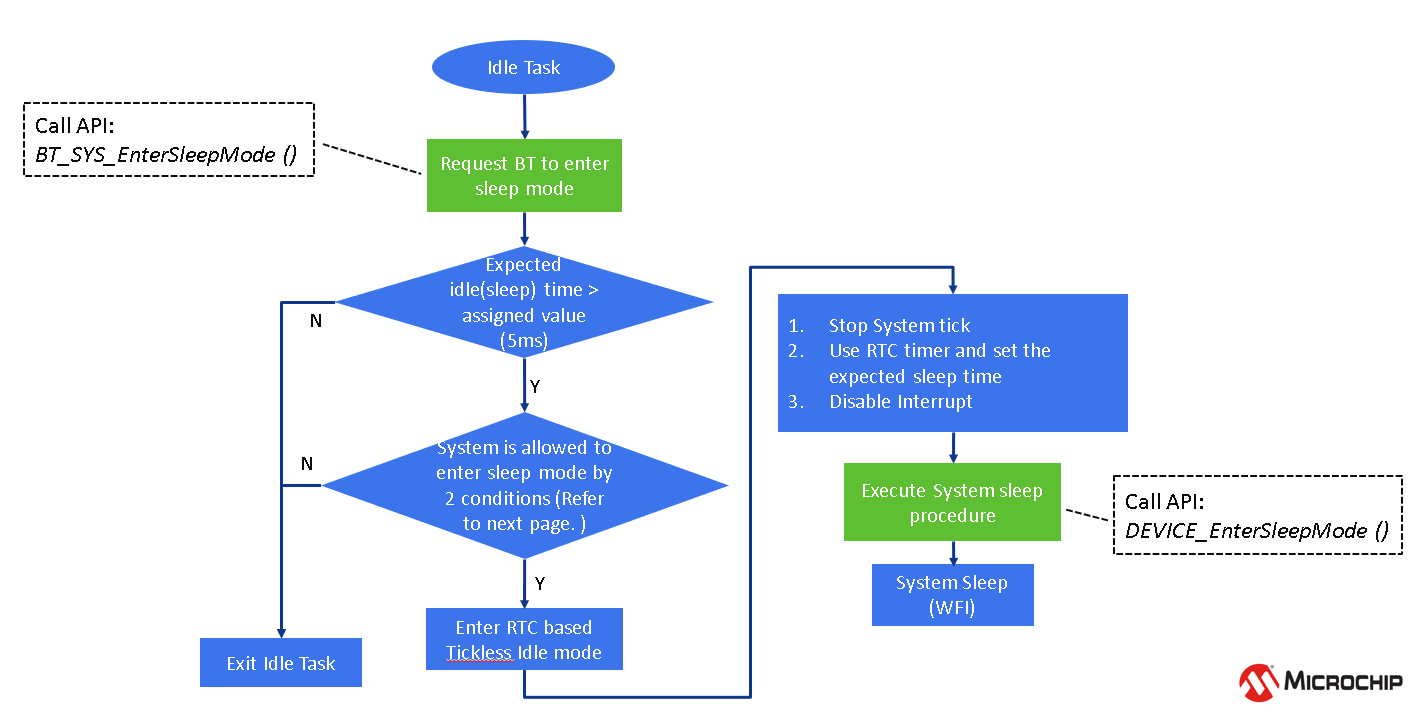 Idle Task
Call API:
BT_SYS_EnterSleepMode ()
Request BT to enter
sleep mode
Expected
idle(sleep) time >
assigned value
(5ms)
N
Y
System is allowed to
enter sleep mode by
2 conditions (Refer
to next page. )
N
Y
Enter RTC based
Tickless Idle mode
Exit Idle Task
1. Stop System tick
2. Use RTC timer and set the
expected sleep time
3. Disable Interrupt
Execute System sleep
procedure
Call API:
DEVICE_EnterSleepMode ()
System Sleep
(WFI)
MICROCHIP